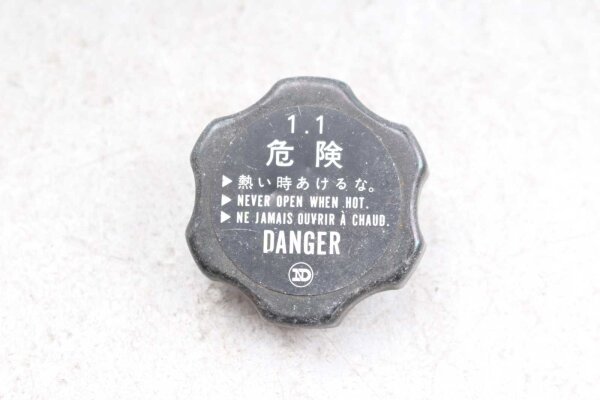 1.1
危険
▶熱い時あけるな。
▶NEVER OPEN WHEN HOT.
▶NE JAMAIS OUVRIR À CHAUD.
DANGER
ND